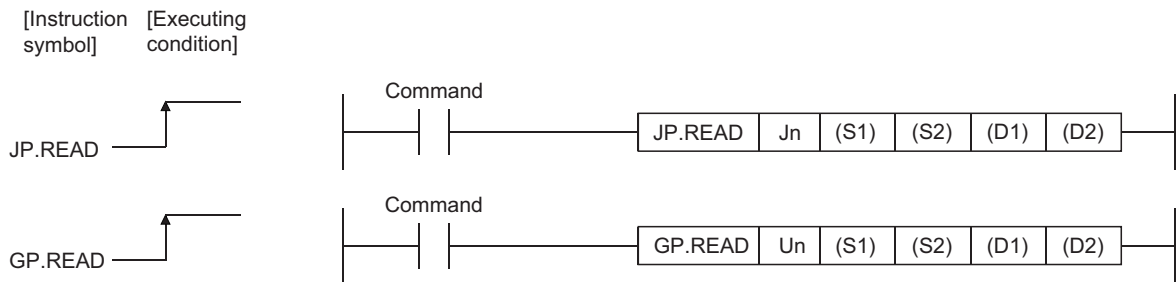 [Instruction symbol] [Executing condition]
Command
JP.READ JP.READ Jn (S1) (S2) (D1) (D2)
Command
GP.READ GP.READ Un (S1) (S2) (D1) (D2)